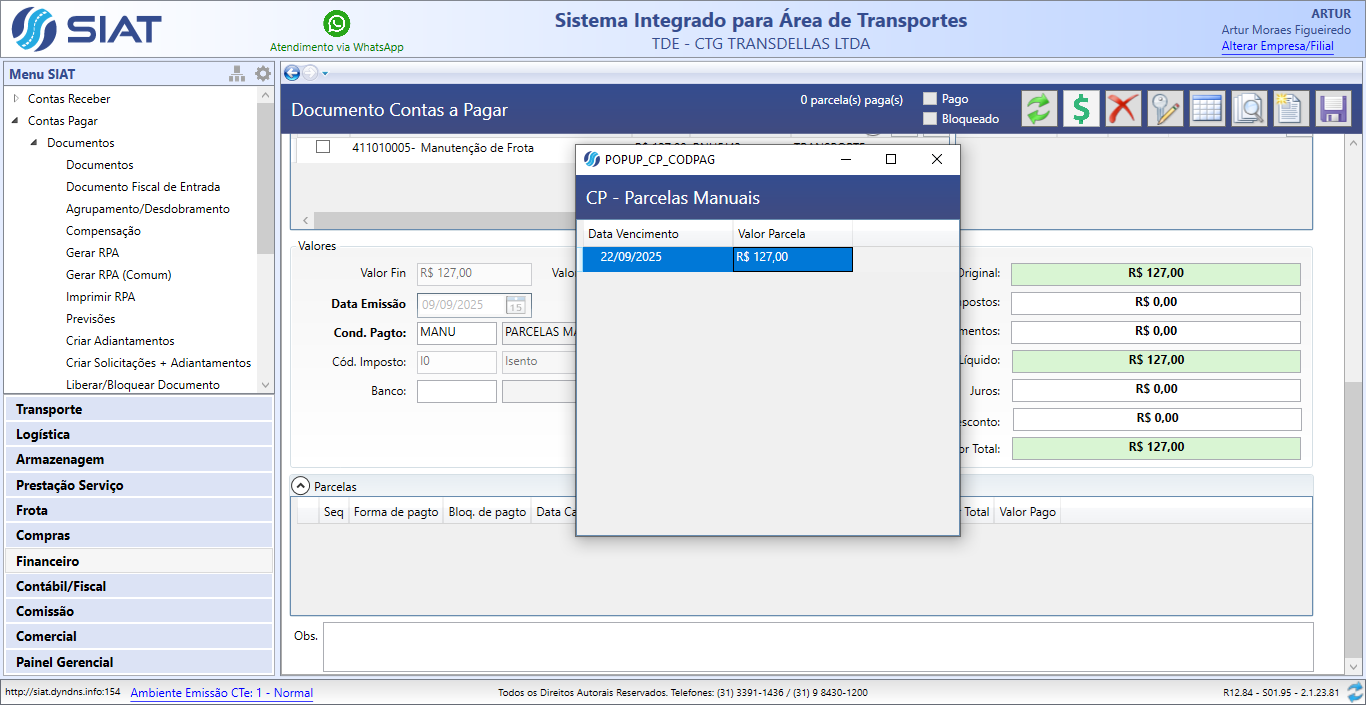 SIAT
Atendimento via WhatsApp
Sistema Integrado para Área de Transportes
TDE - CTG TRANSDELLAS LTDA
ARTUR
Artur Moraes Figueiredo
Alterar Empresa/Filial
Menu SIAT
Contas Receber
Contas Pagar
Documentos
Documentos
Documento Fiscal de Entrada
Agrupamento/Desdobramento
Compensação
Gerar RPA
Gerar RPA (Comum)
Imprimir RPA
Previsões
Criar Adiantamentos
Criar Solicitações + Adiantamentos
Liberar/Bloquear Documento
Transporte
Logística
Armazenagem
Prestação Serviço
Frota
Compras
Financeiro
Contábil/Fiscal
Comissão
Comercial
Painel Gerencial
Documento Contas a Pagar
0 parcela(s) paga(s)
Pago
Bloqueado
411010005- Manutenção de Frota
POPUP_CP_CODPAG
CP - Parcelas Manuais
Data Vencimento Valor Parcela
22/09/2025 R$ 127,00
Valores
Valor Fin R$ 127,00 Valo
Data Emissão 09/09/2025 15
Cond. Pagto: MANU PARCELAS MA
Cód. Imposto: I0 Isento
Banco:
Original: R$ 127,00
postos: R$ 0,00
mentos: R$ 0,00
Líquido: R$ 127,00
Juros: R$ 0,00
sconto: R$ 0,00
or Total: R$ 127,00
Parcelas
Seq Forma de pagto Bloq. de pagto Data Ca Total Valor Pago
Obs.
http://siat.dyndns.info:154 Ambiente Emissão CTe: 1 - Normal Todos os Direitos Autorais Reservados. Telefones: (31) 3391-1436 / (31) 9 8430-1200 R12.84 - S01.95 - 2.1.23.81